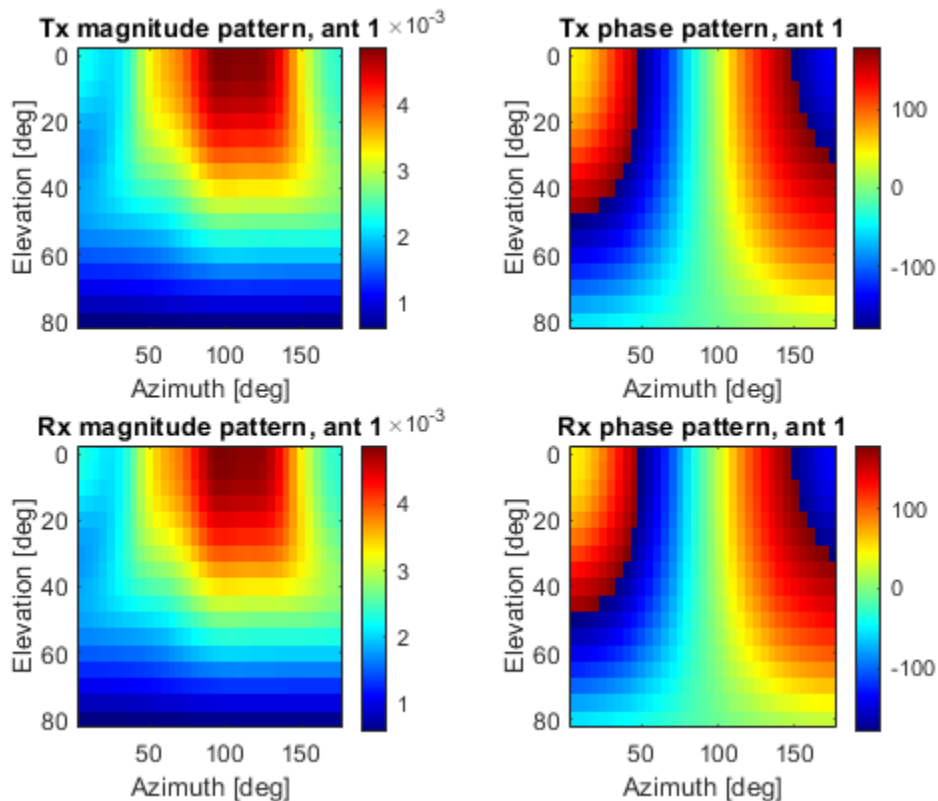 Tx magnitude pattern, ant 1 ×10⁻³
0
20
40
60
80
Elevation [deg]
50 100 150
Azimuth [deg]
4
3
2
1
Tx phase pattern, ant 1
0
20
40
60
80
Elevation [deg]
50 100 150
Azimuth [deg]
100
0
-100
Rx magnitude pattern, ant 1 ×10⁻³
0
20
40
60
80
Elevation [deg]
50 100 150
Azimuth [deg]
4
3
2
1
Rx phase pattern, ant 1
0
20
40
60
80
Elevation [deg]
50 100 150
Azimuth [deg]
100
0
-100